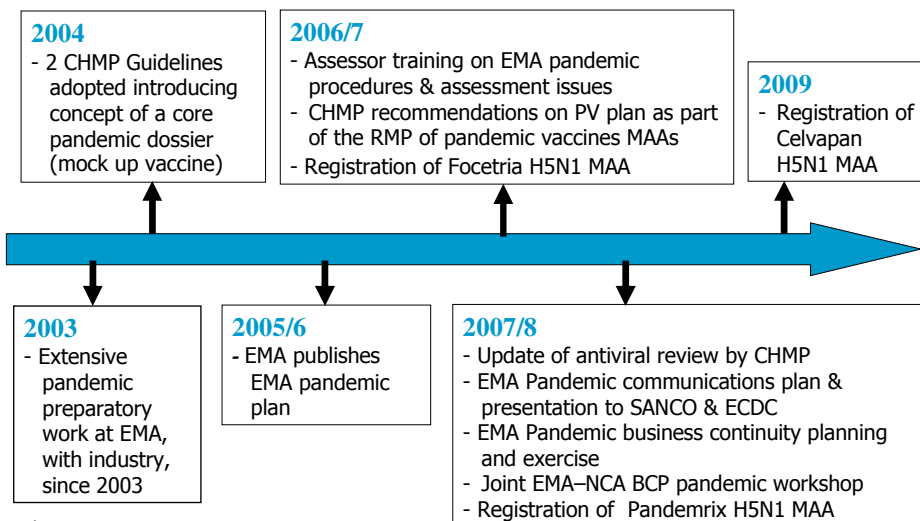 2004
- 2 CHMP Guidelines
adopted introducing
concept of a core
pandemic dossier
(mock up vaccine)
2006/7
- Assessor training on EMA pandemic
procedures & assessment issues
- CHMP recommendations on PV plan as part
of the RMP of pandemic vaccines MAAs
- Registration of Focetria H5N1 MAA
2009
- Registration of
Celvapan
H5N1 MAA
2003
- Extensive
pandemic
preparatory
work at EMA,
with industry,
since 2003
2005/6
- EMA publishes
EMA pandemic
plan
2007/8
- Update of antiviral review by CHMP
- EMA Pandemic communications plan &
presentation to SANCO & ECDC
- EMA Pandemic business continuity planning
and exercise
- Joint EMA–NCA BCP pandemic workshop
- Registration of Pandemrix H5N1 MAA